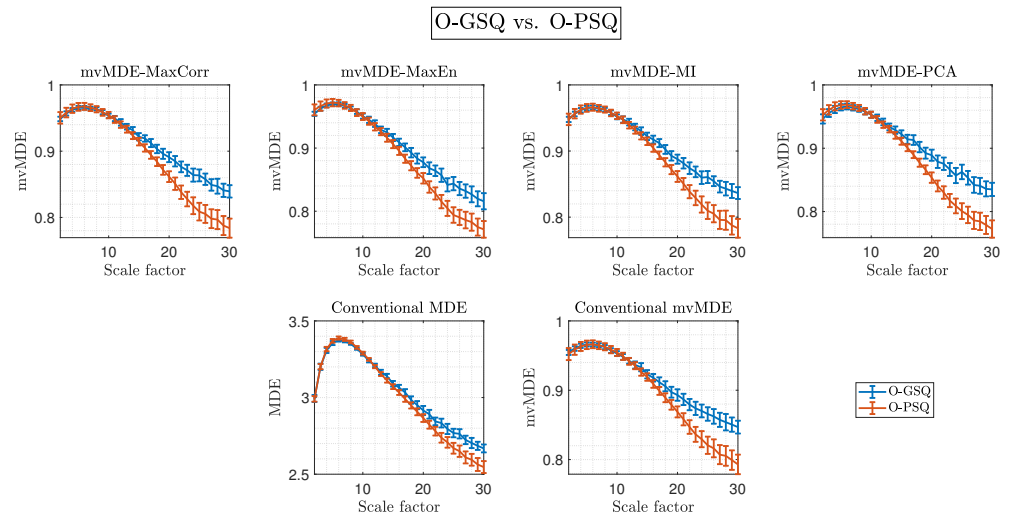 O-GSQ vs. O-PSQ
mvMDE-MaxCorr
mvMDE
1
0.9
0.8
10
20
30
Scale factor
mvMDE-MaxEn
mvMDE
1
0.9
0.8
10
20
30
Scale factor
mvMDE-MI
mvMDE
1
0.9
0.8
10
20
30
Scale factor
mvMDE-PCA
mvMDE
1
0.9
0.8
10
20
30
Scale factor
Conventional MDE
MDE
3.5
3
2.5
10
20
30
Scale factor
Conventional mvMDE
mvMDE
1
0.9
0.8
10
20
30
Scale factor
O-GSQ
O-PSQ